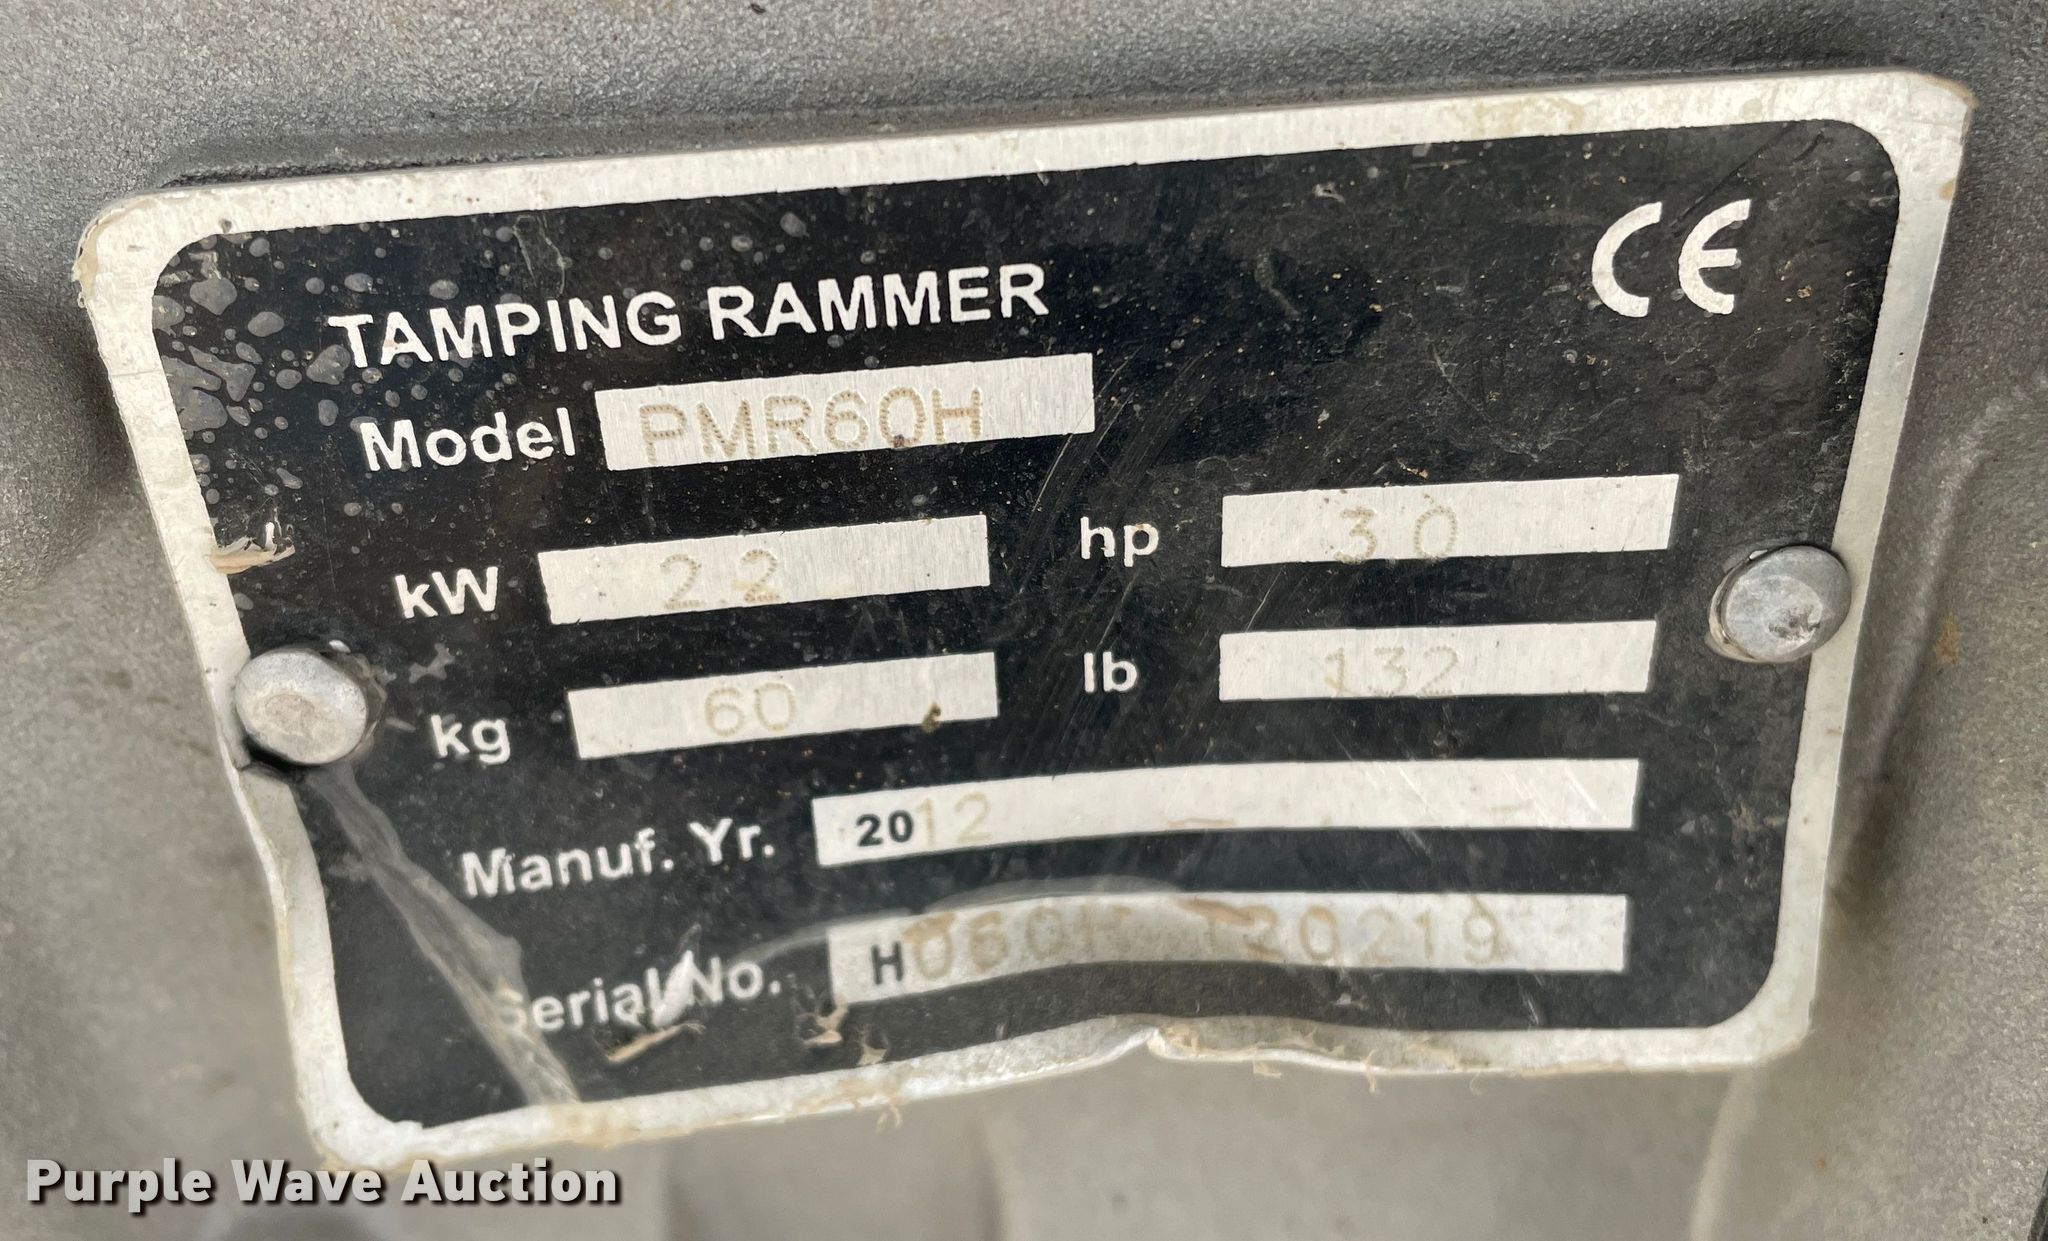 CE
TAMPING RAMMER
Model PMR60H
kW 2.2 hp 3.0
kg 60 lb 132
Manuf. Yr. 2012
Serial No.
Purple Wave Auction